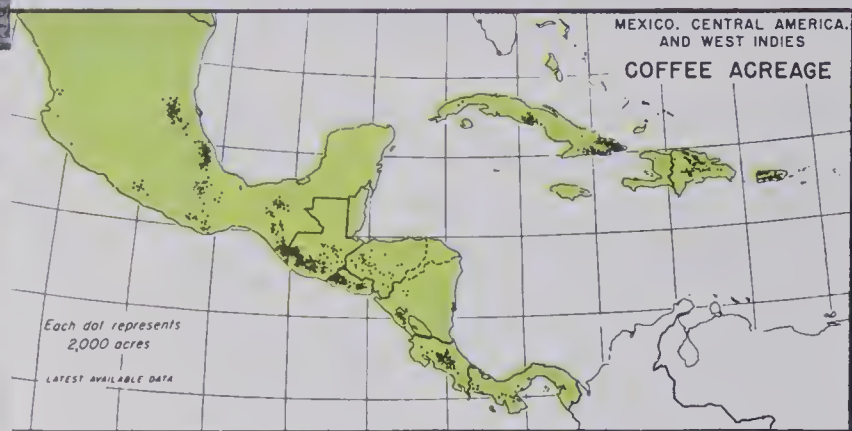 MEXICO, CENTRAL AMERICA,
AND WEST INDIES
COFFEE ACREAGE
Each dot represents
2,000 acres
LATEST AVAILABLE DATA